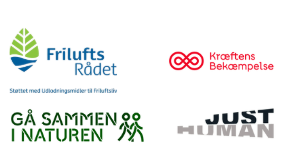 Frilufts
Rådet
Støttet med Udlodningsmidler til friluftsliv
Kræftens
Bekæmpelse
GÅ SAMMEN
I NATUREN
JUST
HUMAN